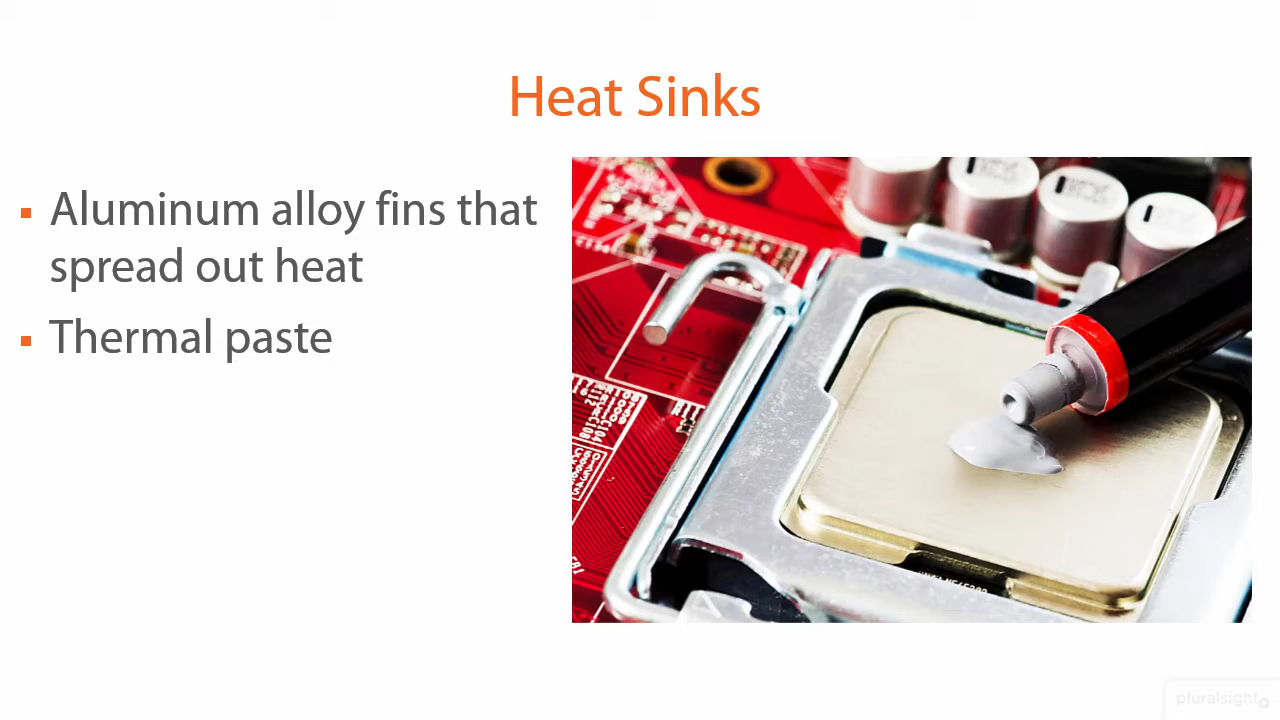 Heat Sinks
▪ Aluminum alloy fins that
spread out heat
▪ Thermal paste
pluralsight